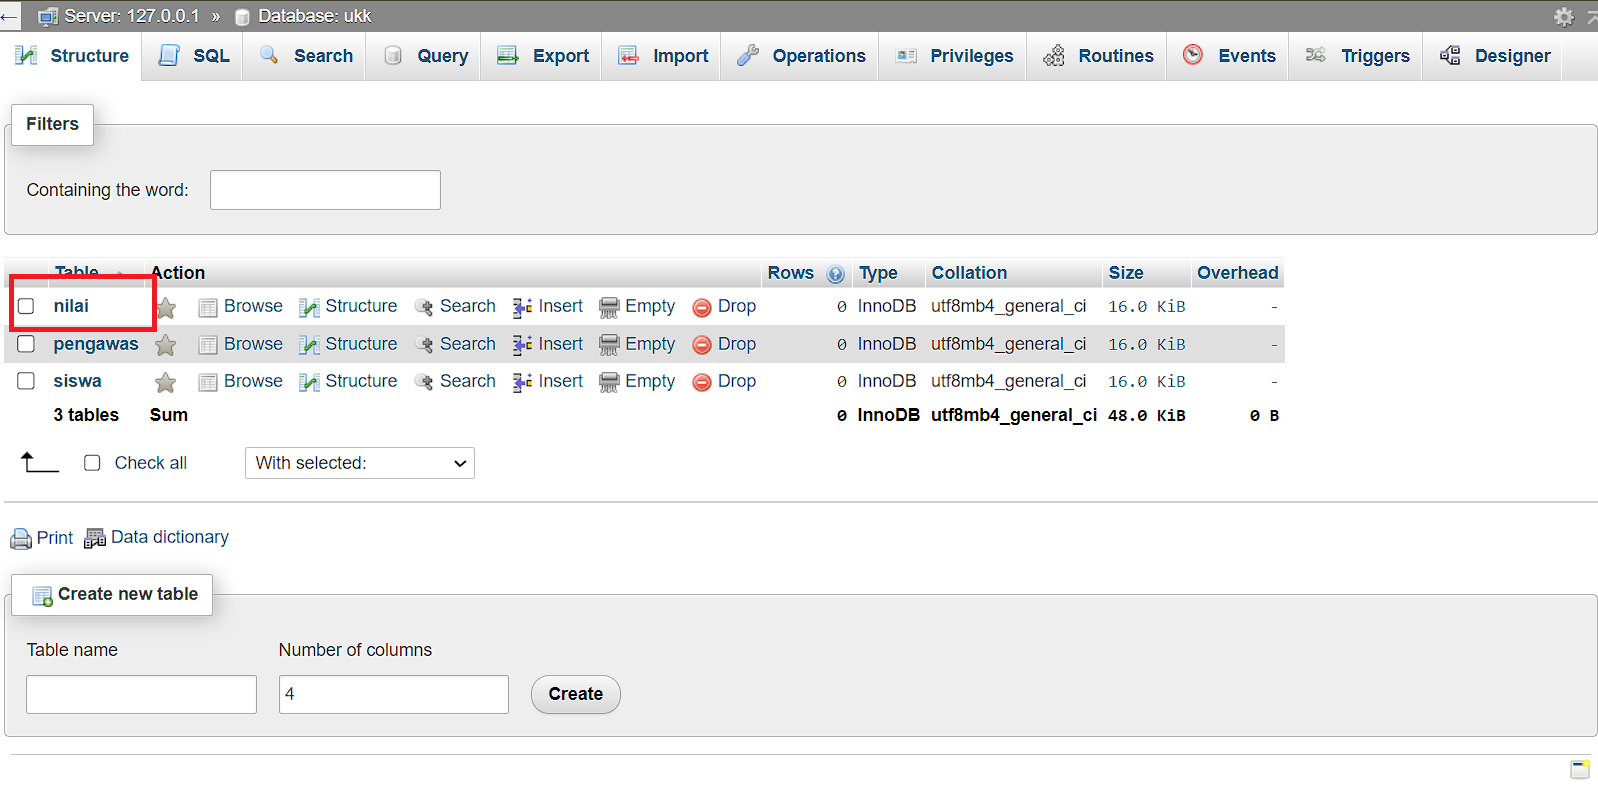 Server: 127.0.0.1 » Database: ukk
Structure SQL Search Query Export Import Operations Privileges Routines Events Triggers Designer
Filters
Containing the word:
Table Action Rows Type Collation Size Overhead
nilai Browse Structure Search Insert Empty Drop 0 InnoDB utf8mb4_general_ci 16.0 KiB -
pengawas Browse Structure Search Insert Empty Drop 0 InnoDB utf8mb4_general_ci 16.0 KiB -
siswa Browse Structure Search Insert Empty Drop 0 InnoDB utf8mb4_general_ci 16.0 KiB -
3 tables Sum 0 InnoDB utf8mb4_general_ci 48.0 KiB 0 B
Check all With selected:
Print Data dictionary
Create new table
Table name Number of columns
4 Create